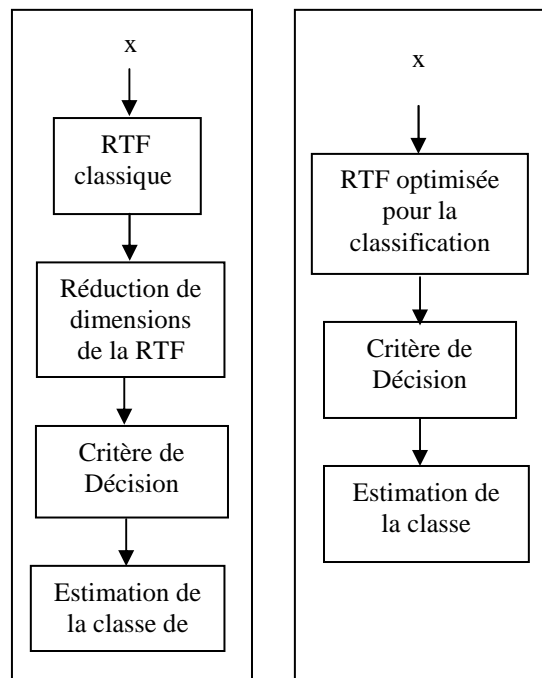 x
RTF
classique
Réduction de
dimensions
de la RTF
Critère de
Décision
Estimation de
la classe de
x
RTF optimisée
pour la
classification
Critère de
Décision
Estimation de
la classe